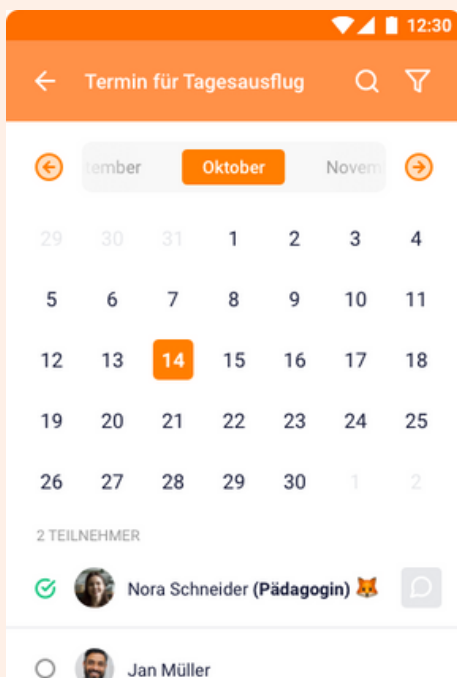 12:30
Termin für Tagesausflug
tember Oktober Novem
29 30 31 1 2 3 4
5 6 7 8 9 10 11
12 13 14 15 16 17 18
19 20 21 22 23 24 25
26 27 28 29 30 1 2
2 TEILNEHMER
Nora Schneider (Pädagogin) 🦊
Jan Müller